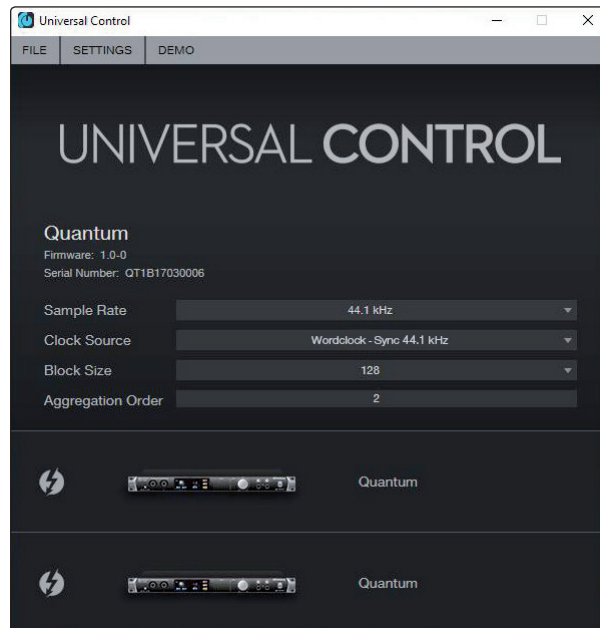 Universal Control
FILE SETTINGS DEMO
UNIVERSAL CONTROL
Quantum
Firmware: 1.0-0
Serial Number: QT1B17030006
Sample Rate 44.1 kHz
Clock Source Wordclock - Sync 44.1 kHz
Block Size 128
Aggregation Order 2
Quantum
Quantum